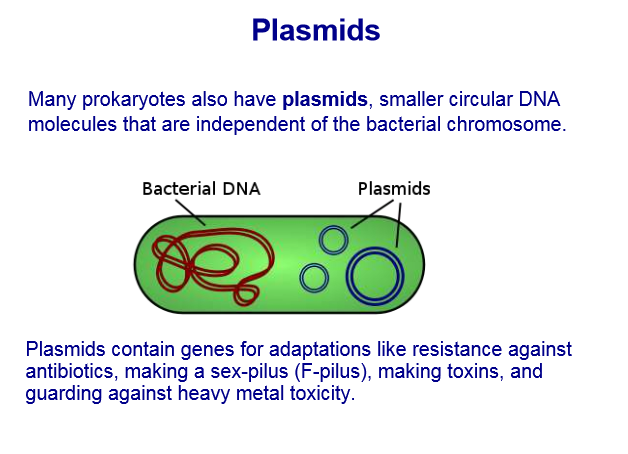 Plasmids
Many prokaryotes also have plasmids, smaller circular DNA
molecules that are independent of the bacterial chromosome.
Bacterial DNA
Plasmids
Plasmids contain genes for adaptations like resistance against
antibiotics, making a sex-pilus (F-pilus), making toxins, and
guarding against heavy metal toxicity.